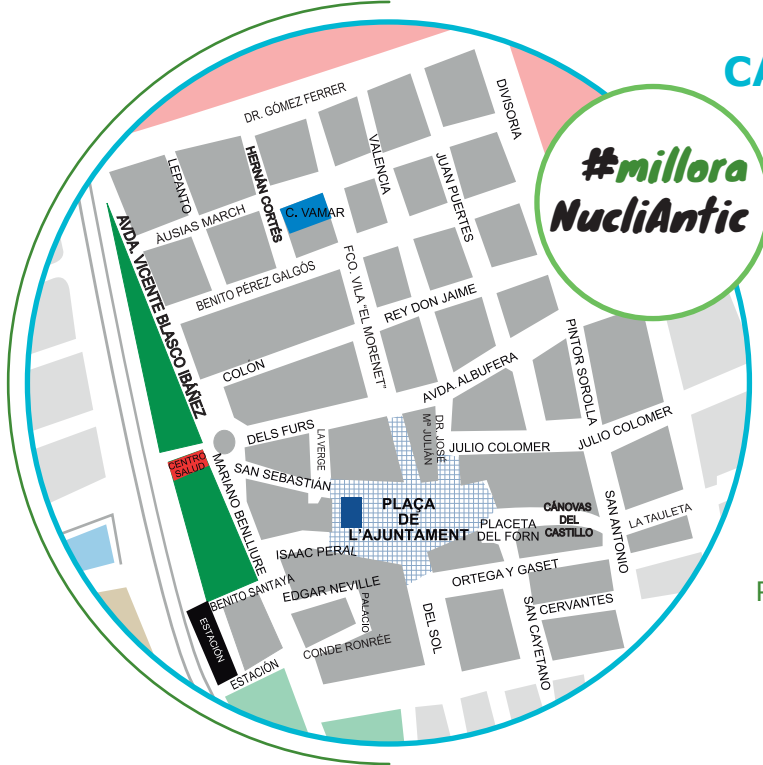 CA
#millora
NucliAntic
DR. GÓMEZ FERRER
DIVISORIA
LEPANTO
HERNÁN CORTÉS
VALENCIA
JUAN PUERTES
C. VAMAR
ÀUSIAS MARCH
AVDA. VICENTE BLASCO IBÁÑEZ
BENITO PÉREZ GALGÓS
FCO. VILA "EL MORENET"
REY DON JAIME
PINTOR SOROLLA
COLÓN
AVDA. ALBUFERA
DELS FURS
LA VERGE
DR. JOSÉ
Mª JULIÁN
JULIO COLOMER
JULIO COLOMER
CENTRO
SALUD
SAN SEBASTIÁN
MARIANO BENLLIURE
PLAÇA
DE
L'AJUNTAMENT
PLACETA
DEL FORN
CÁNOVAS
DEL
CASTILLO
SAN ANTONIO
LA TAULETA
ISAAC PERAL
ORTEGA Y GASET
BENITO SANTAYA
EDGAR NEVILLE
PALACIO
DEL SOL
SAN CAYETANO
CERVANTES
ESTACIÓN
CONDE RONRÉE
ESTACIÓN